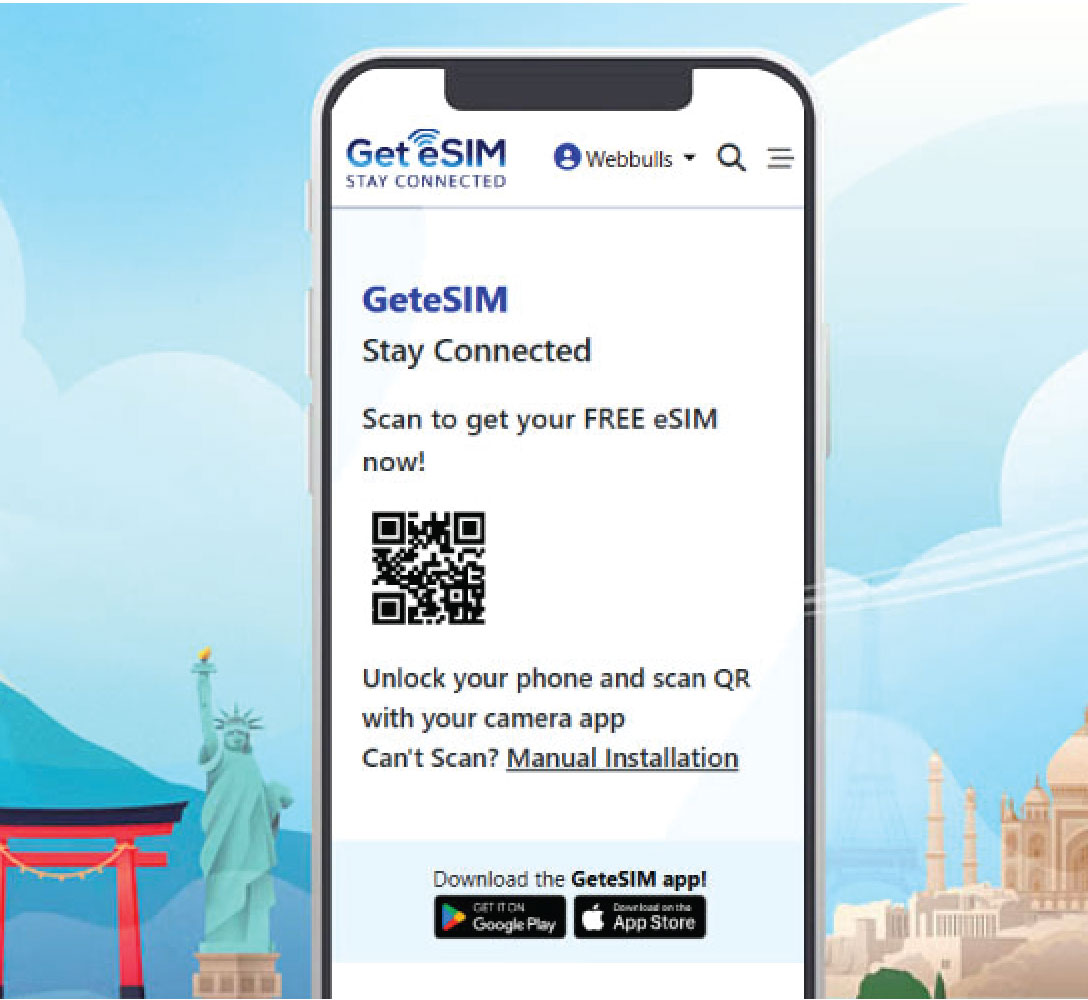 Get eSIM
STAY CONNECTED
Webbulls
GeteSIM
Stay Connected
Scan to get your FREE eSIM
now!
Unlock your phone and scan QR
with your camera app
Can't Scan? Manual Installation
Download the GeteSIM app!
GET IT ON
Google Play
Download on the
App Store